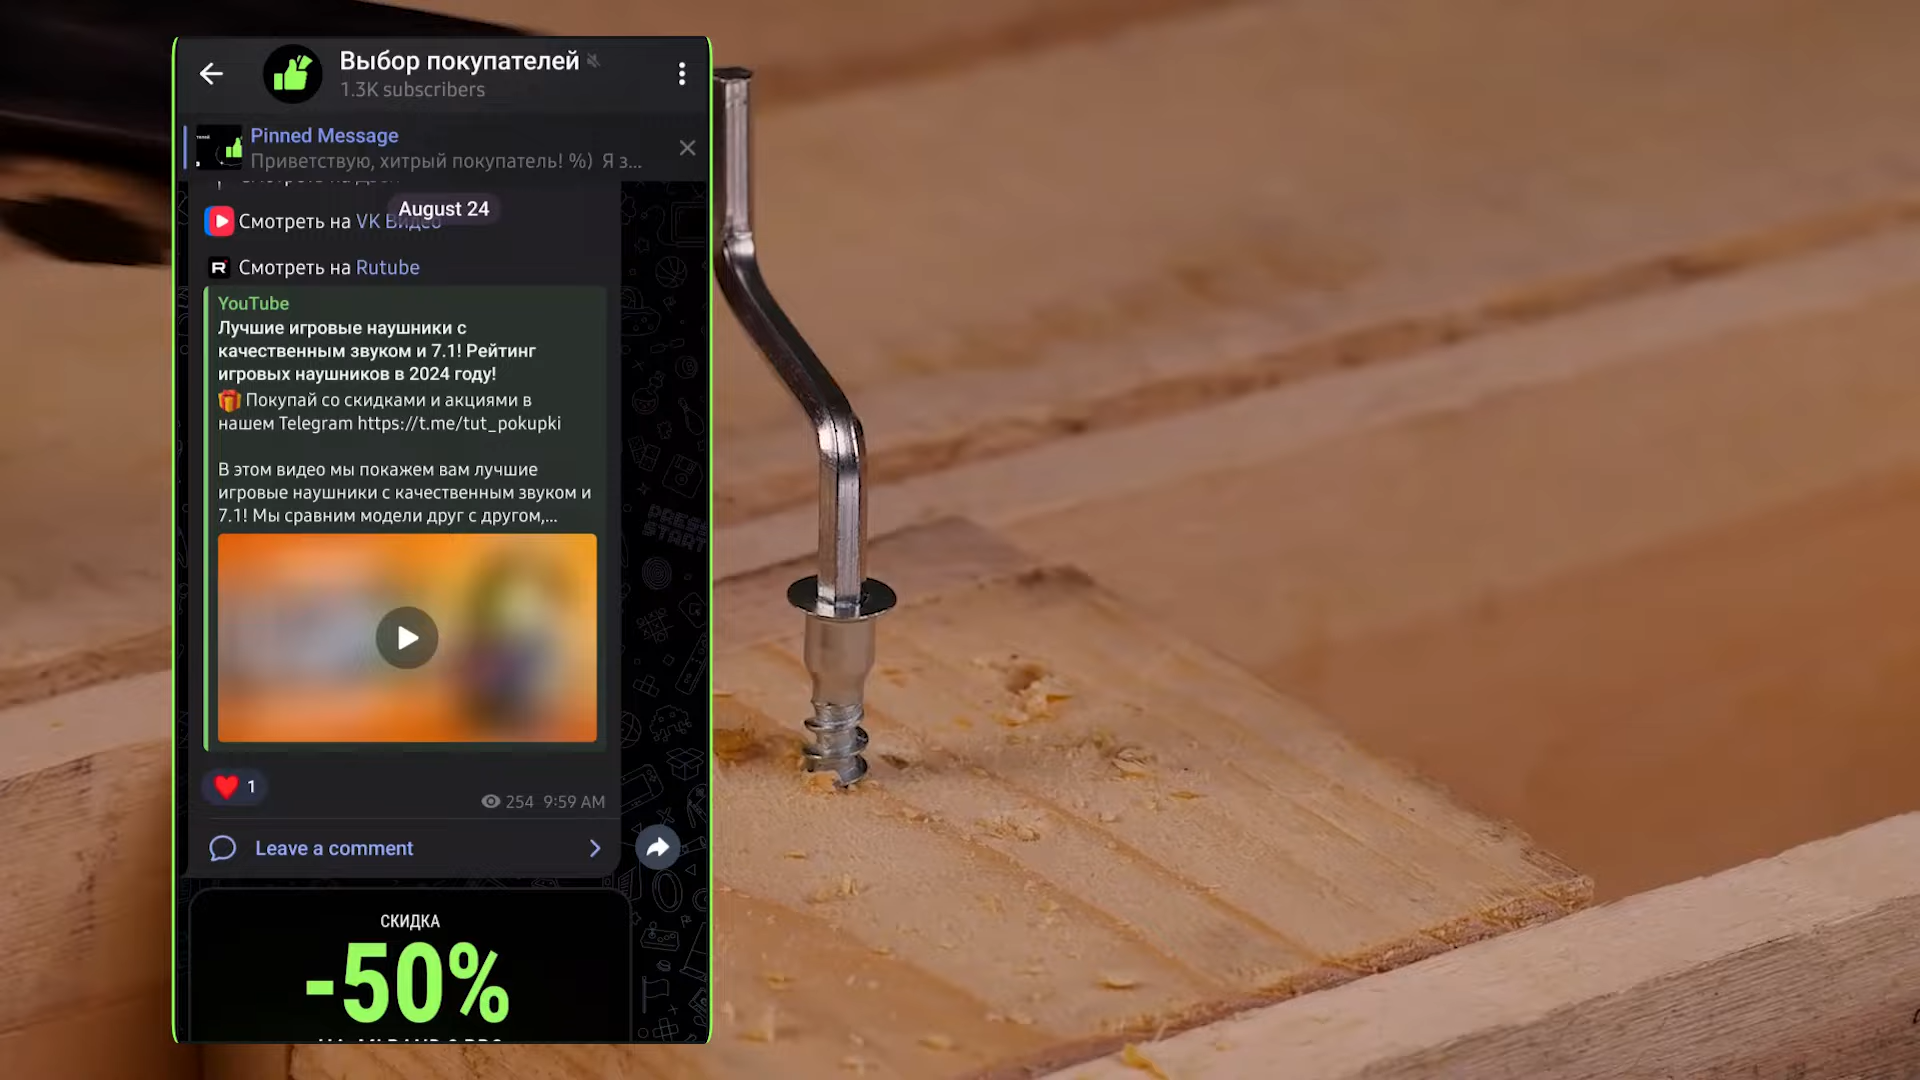 Выбор покупателей
1.3K subscribers
Pinned Message
Приветствую, хитрый покупатель! %) Я з...
August 24
Смотреть на VK Видео
Смотреть на Rutube
YouTube
Лучшие игровые наушники с
качественным звуком и 7.1! Рейтинг
игровых наушников в 2024 году!
Покупай со скидками и акциями в
нашем Telegram https://t.me/tut_pokupki
В этом видео мы покажем вам лучшие
игровые наушники с качественным звуком и
7.1! Мы сравним модели друг с другом,...
1
254 9:59 AM
Leave a comment
СКИДКА
-50%
PRESS
START